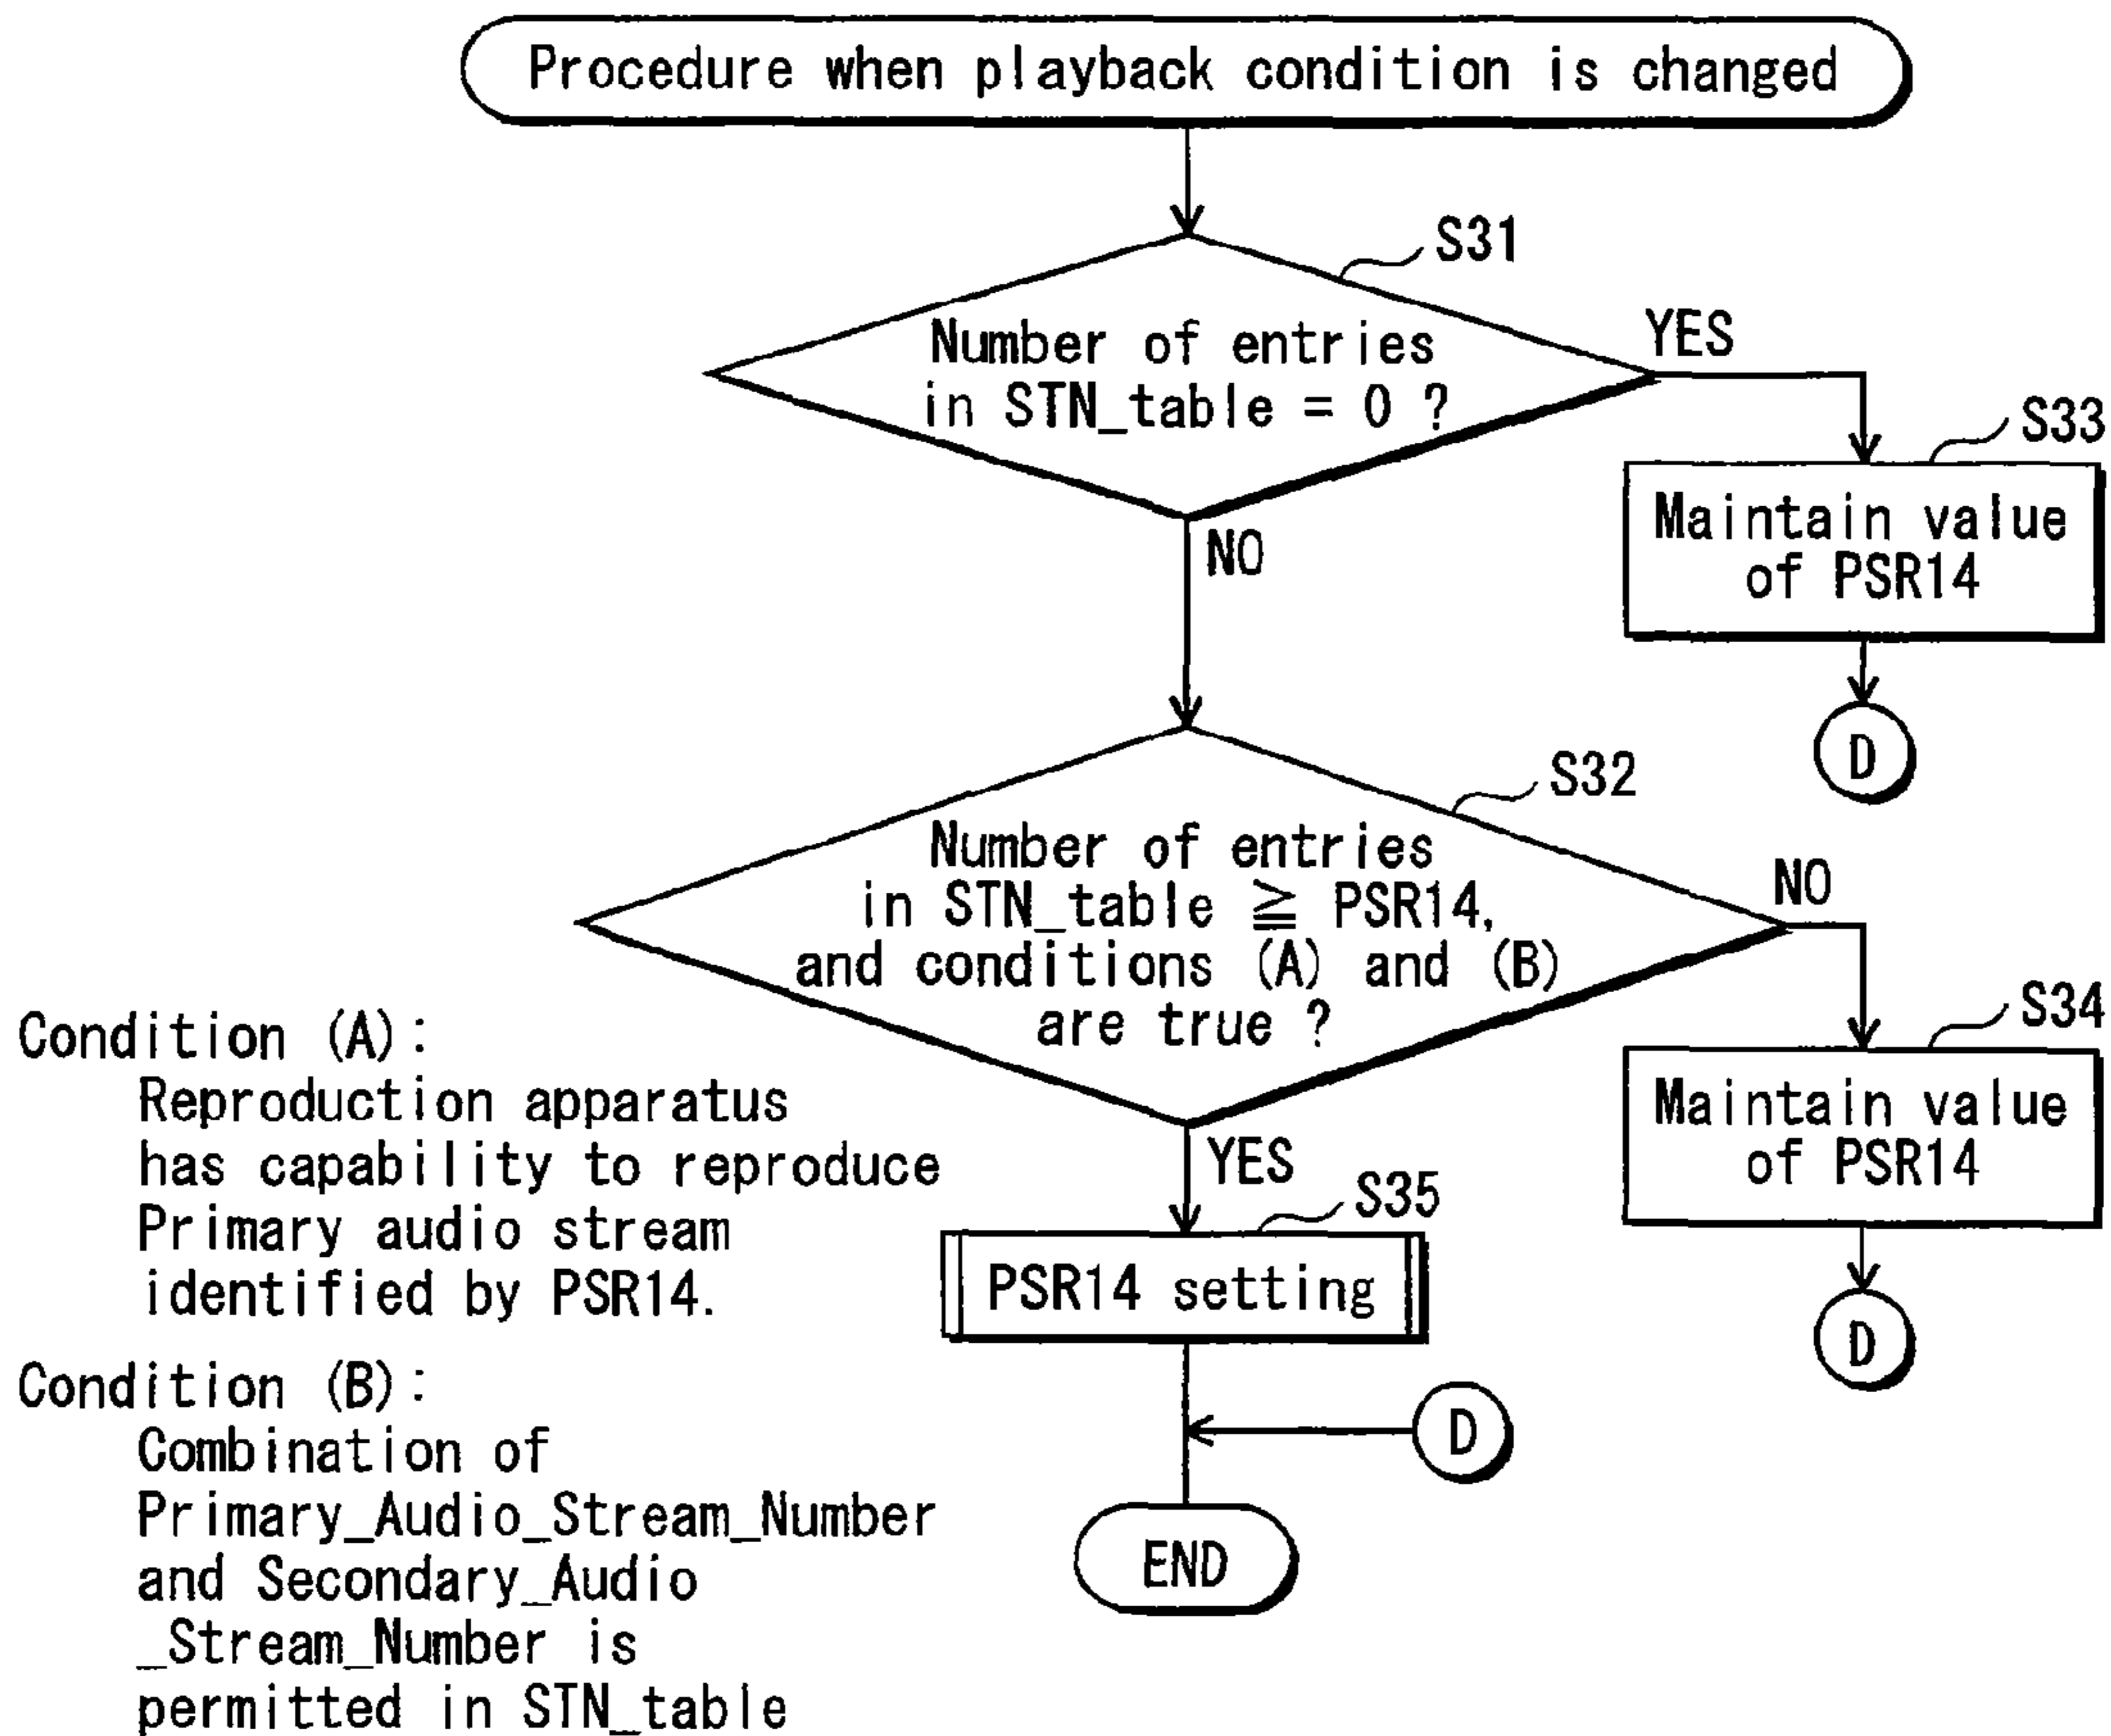 Procedure when playback condition is changed
S31
Number of entries
in STN_table = 0 ?
YES
NO
S33
Maintain value
of PSR14
D
S32
Number of entries
in STN_table ≧ PSR14,
and conditions (A) and (B)
are true ?
NO
YES
S34
Maintain value
of PSR14
D
S35
PSR14 setting
D
END
Condition (A):
Reproduction apparatus
has capability to reproduce
Primary audio stream
identified by PSR14.
Condition (B):
Combination of
Primary_Audio_Stream_Number
and Secondary_Audio
_Stream_Number is
permitted in STN_table